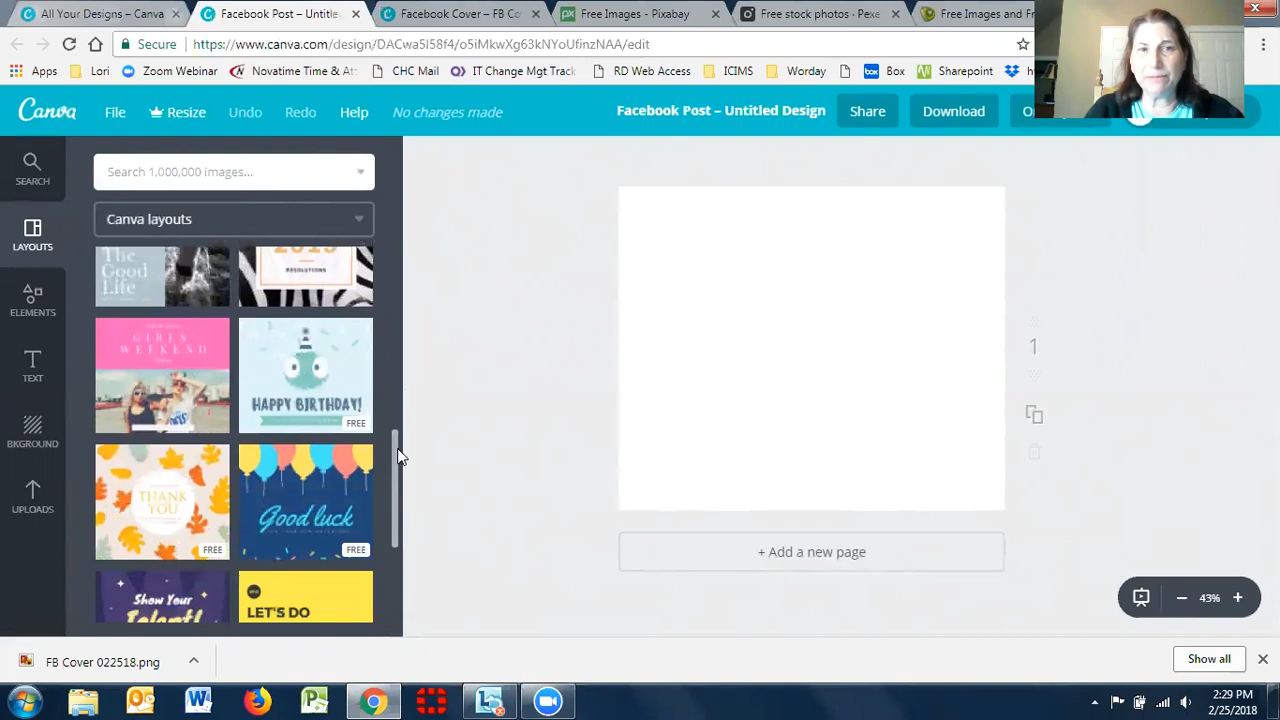 All Your Designs – Canva
Facebook Post – Untitle
Facebook Cover – FB Co
Free Images - Pixabay
Free stock photos · Pexe
Free Images and Fr
Secure
https://www.canva.com/design/DACwa5I58f4/o5iMkwXg63kNYoUfinzNAA/edit
Apps
Lori
Zoom Webinar
Novatime Time & Att
CHC Mail
IT Change Mgt Track
RD Web Access
ICIMS
Worday
Box
Sharepoint
Canva
File
Resize
Undo
Redo
Help
No changes made
Facebook Post – Untitled Design
Share
Download
SEARCH
LAYOUTS
ELEMENTS
TEXT
BKGROUND
UPLOADS
Search 1,000,000 images...
Canva layouts
The
Good
Life
RESOLUTIONS
GIRLS'
WEEKEND
HAPPY BIRTHDAY!
FREE
THANK
YOU
FREE
Good luck
FREE
Show Your
Talent!
LET'S DO
1
+ Add a new page
43%
FB Cover 022518.png
Show all
2:29 PM
2/25/2018